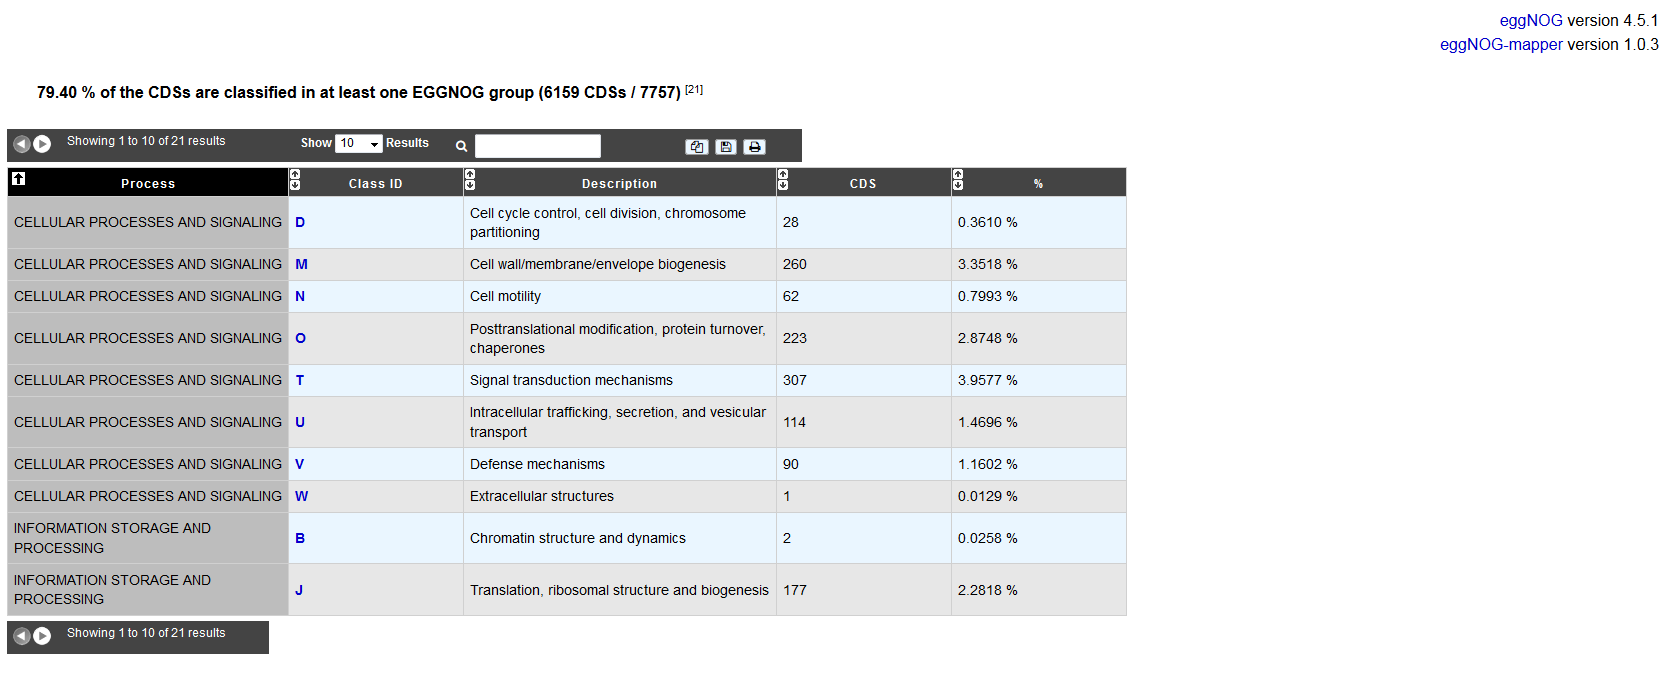 eggNOG version 4.5.1
eggNOG-mapper version 1.0.3
79.40 % of the CDSs are classified in at least one EGGNOG group (6159 CDSs / 7757) [21]
Showing 1 to 10 of 21 results Show 10 Results
Process Class ID Description CDS %
CELLULAR PROCESSES AND SIGNALING D Cell cycle control, cell division, chromosome
partitioning 28 0.3610 %
CELLULAR PROCESSES AND SIGNALING M Cell wall/membrane/envelope biogenesis 260 3.3518 %
CELLULAR PROCESSES AND SIGNALING N Cell motility 62 0.7993 %
CELLULAR PROCESSES AND SIGNALING O Posttranslational modification, protein turnover,
chaperones 223 2.8748 %
CELLULAR PROCESSES AND SIGNALING T Signal transduction mechanisms 307 3.9577 %
CELLULAR PROCESSES AND SIGNALING U Intracellular trafficking, secretion, and vesicular
transport 114 1.4696 %
CELLULAR PROCESSES AND SIGNALING V Defense mechanisms 90 1.1602 %
CELLULAR PROCESSES AND SIGNALING W Extracellular structures 1 0.0129 %
INFORMATION STORAGE AND
PROCESSING B Chromatin structure and dynamics 2 0.0258 %
INFORMATION STORAGE AND
PROCESSING J Translation, ribosomal structure and biogenesis 177 2.2818 %
Showing 1 to 10 of 21 results